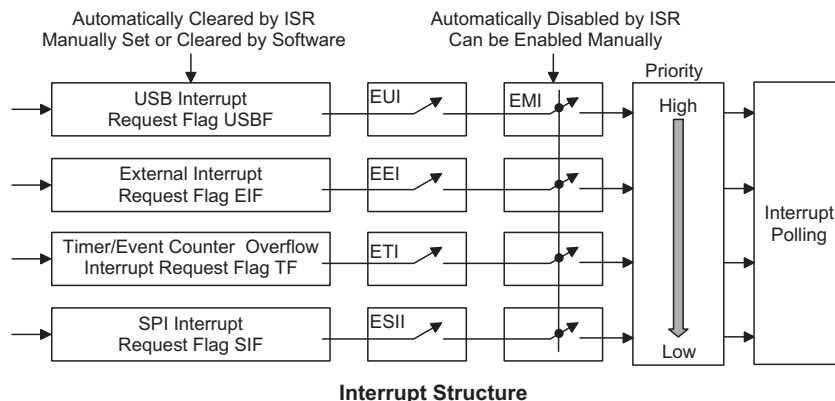 Automatically Cleared by ISR
Manually Set or Cleared by Software
Automatically Disabled by ISR
Can be Enabled Manually
Priority
USB Interrupt
Request Flag USBF
EUI
EMI
High
External Interrupt
Request Flag EIF
EEI
Interrupt
Polling
Timer/Event Counter Overflow
Interrupt Request Flag TF
ETI
SPI Interrupt
Request Flag SIF
ESII
Low
Interrupt Structure